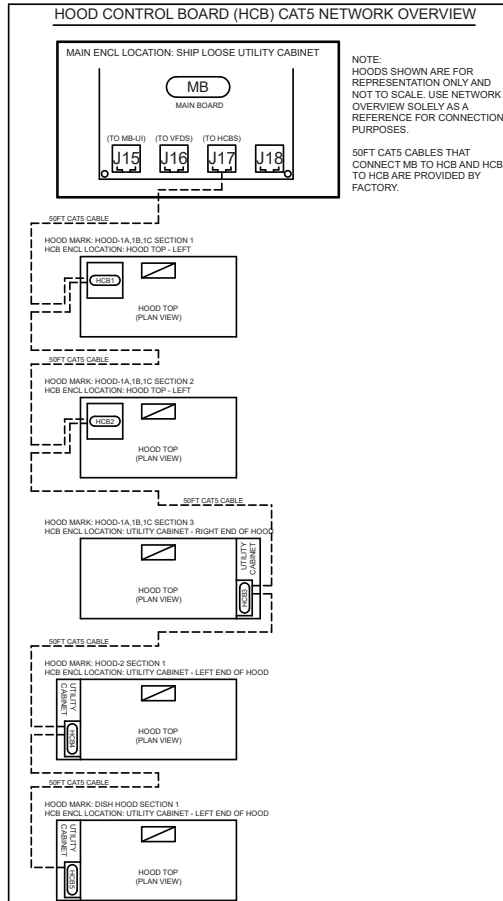 HOOD CONTROL BOARD (HCB) CAT5 NETWORK OVERVIEW
MAIN ENCL LOCATION: SHIP LOOSE UTILITY CABINET
MB
MAIN BOARD
(TO MB-UI) (TO VFDS) (TO HCBS)
J15 J16 J17 J18
NOTE:
HOODS SHOWN ARE FOR
REPRESENTATION ONLY AND
NOT TO SCALE. USE NETWORK
OVERVIEW SOLELY AS A
REFERENCE FOR CONNECTION
PURPOSES.
50FT CAT5 CABLES THAT
CONNECT MB TO HCB AND HCB
TO HCB ARE PROVIDED BY
FACTORY.
50FT CAT5 CABLE
HOOD MARK: HOOD-1A,1B,1C SECTION 1
HCB ENCL LOCATION: HOOD TOP - LEFT
HCB1
HOOD TOP
(PLAN VIEW)
50FT CAT5 CABLE
HOOD MARK: HOOD-1A,1B,1C SECTION 2
HCB ENCL LOCATION: HOOD TOP - LEFT
HCB2
HOOD TOP
(PLAN VIEW)
50FT CAT5 CABLE
HOOD MARK: HOOD-1A,1B,1C SECTION 3
HCB ENCL LOCATION: UTILITY CABINET - RIGHT END OF HOOD
UTILITY
CABINET
HCB3
HOOD TOP
(PLAN VIEW)
50FT CAT5 CABLE
HOOD MARK: HOOD-2 SECTION 1
HCB ENCL LOCATION: UTILITY CABINET - LEFT END OF HOOD
UTILITY
CABINET
HCB4
HOOD TOP
(PLAN VIEW)
50FT CAT5 CABLE
HOOD MARK: DISH HOOD SECTION 1
HCB ENCL LOCATION: UTILITY CABINET - LEFT END OF HOOD
UTILITY
CABINET
HCB5
HOOD TOP
(PLAN VIEW)